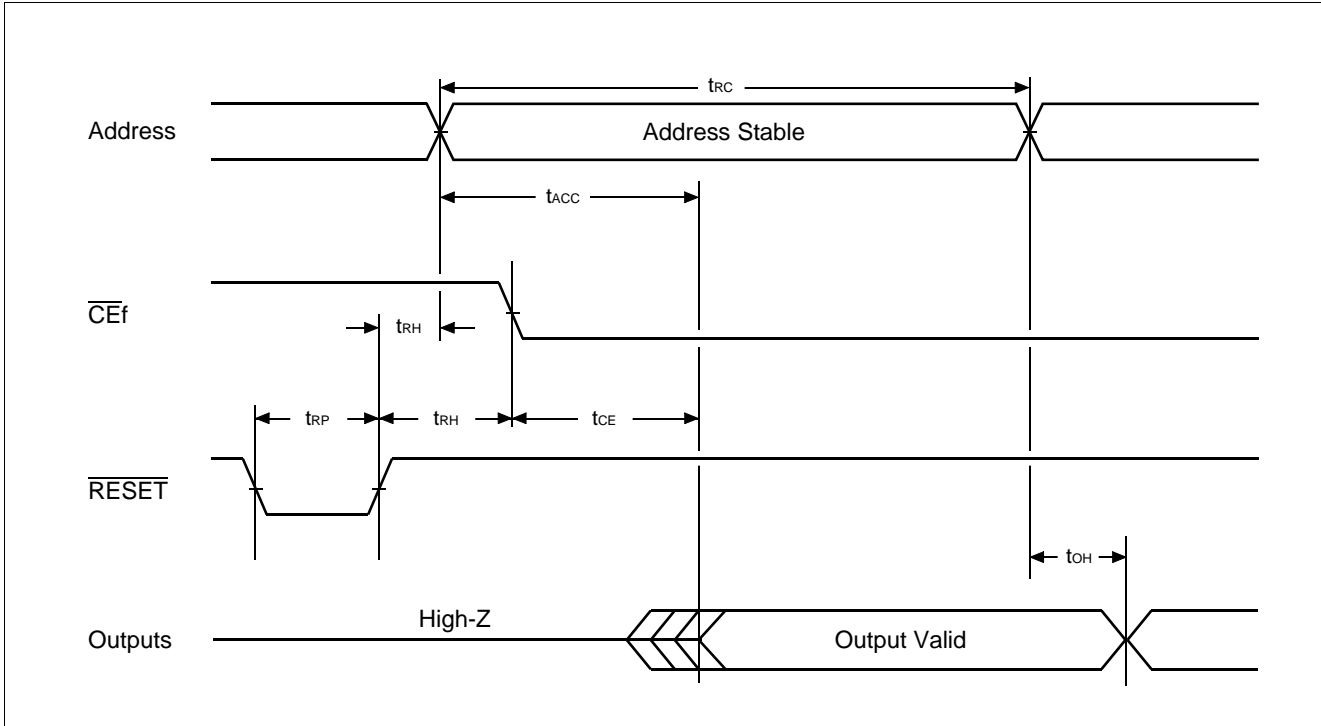 tRC
Address
Address Stable
tACC
CEf
tRH
tRP
tRH
tCE
RESET
tOH
High-Z
Outputs
Output Valid